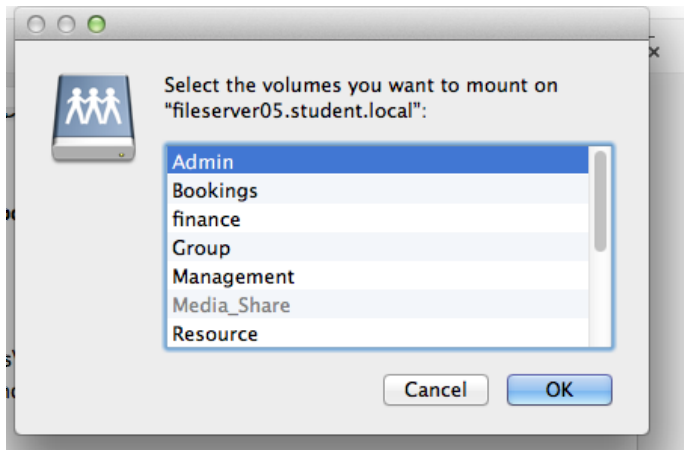 Select the volumes you want to mount on
"fileserver05.student.local":
Admin
Bookings
finance
Group
Management
Media_Share
Resource
Cancel
OK